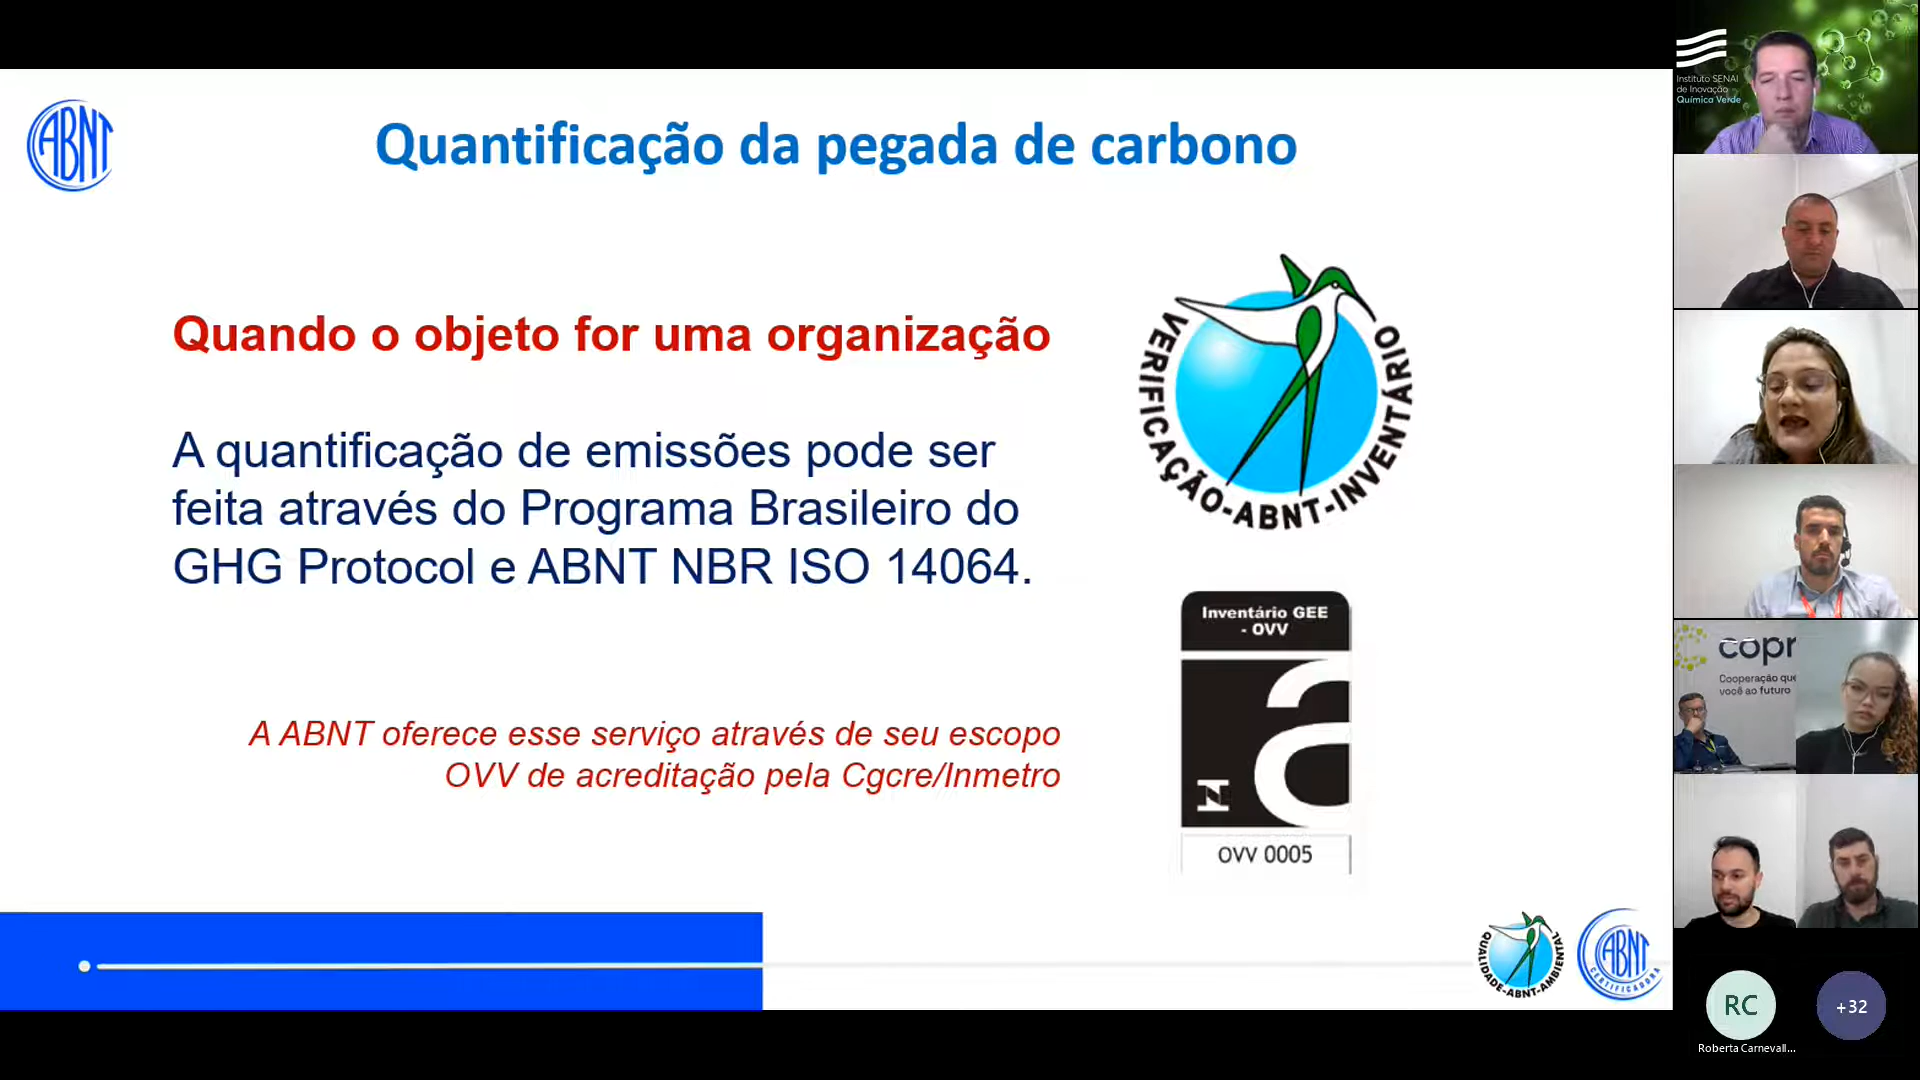 ABNT
Quantificação da pegada de carbono
Quando o objeto for uma organização
A quantificação de emissões pode ser
feita através do Programa Brasileiro do
GHG Protocol e ABNT NBR ISO 14064.
A ABNT oferece esse serviço através de seu escopo
OVV de acreditação pela Cgcre/Inmetro
VERIFICAÇÃO-ABNT-INVENTÁRIO
Inventário GEE
- OVV
a
OVV 0005
QUALIDADE-ABNT-AMBIENTAL
ABNT
CERTIFICADORA
Instituto SENAI
de Inovação
Química Verde
copr
Cooperação que
você ao futuro
RC
+32
Roberta Carnevall...